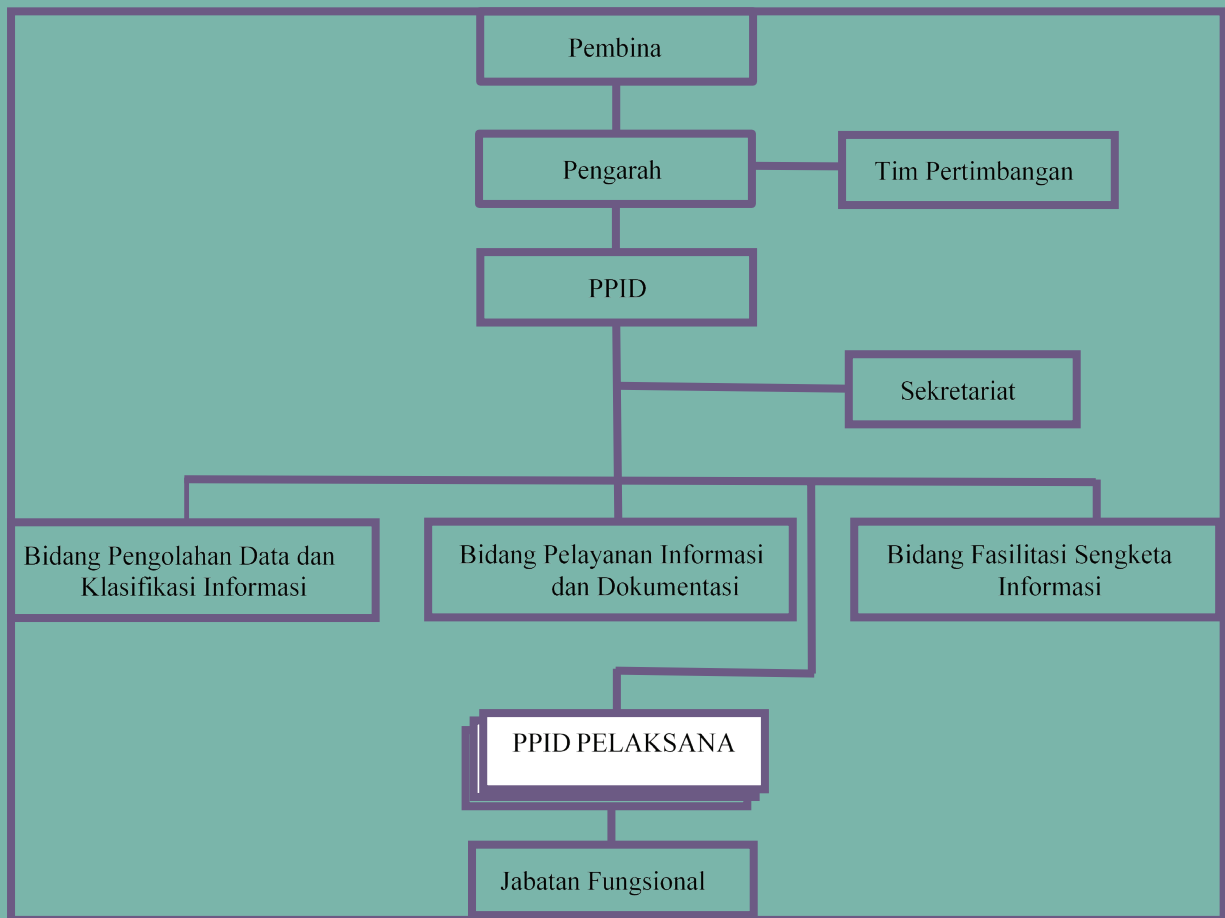 Pembina
Pengarah
Tim Pertimbangan
PPID
Sekretariat
Bidang Pengolahan Data dan
Klasifikasi Informasi
Bidang Pelayanan Informasi
dan Dokumentasi
Bidang Fasilitasi Sengketa
Informasi
PPID PELAKSANA
Jabatan Fungsional